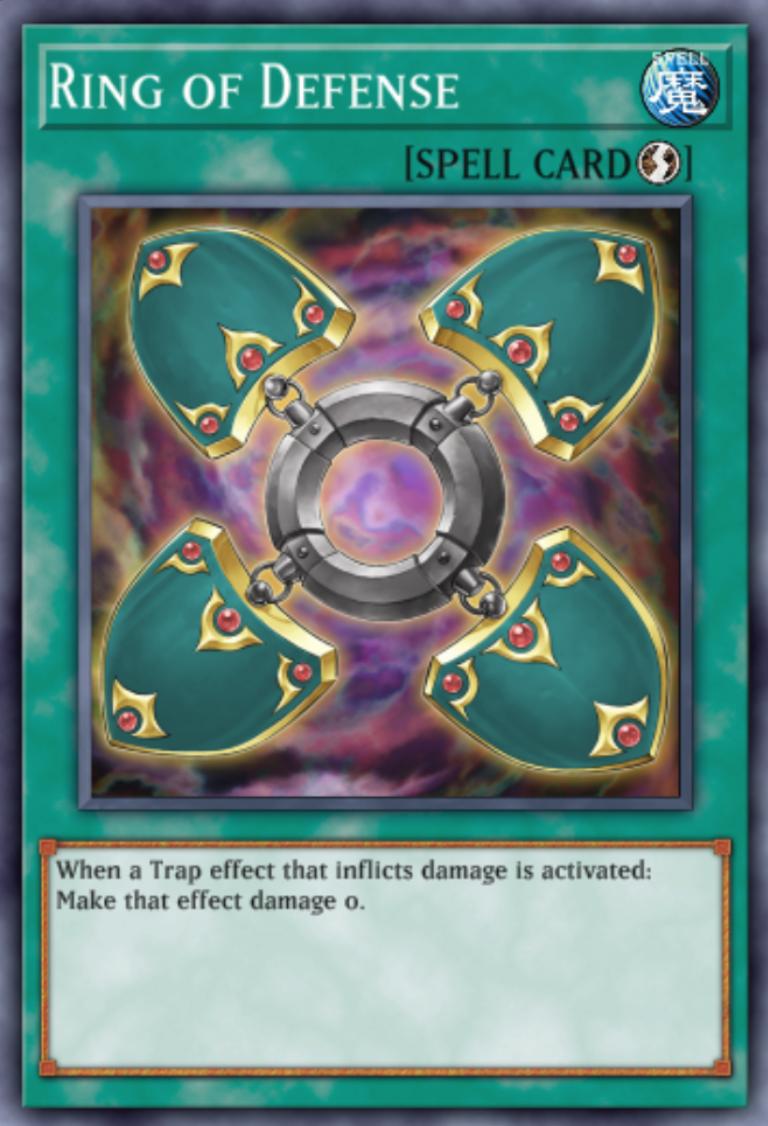 Ring of Defense
SPELL
魔
[SPELL CARD]
When a Trap effect that inflicts damage is activated:
Make that effect damage 0.